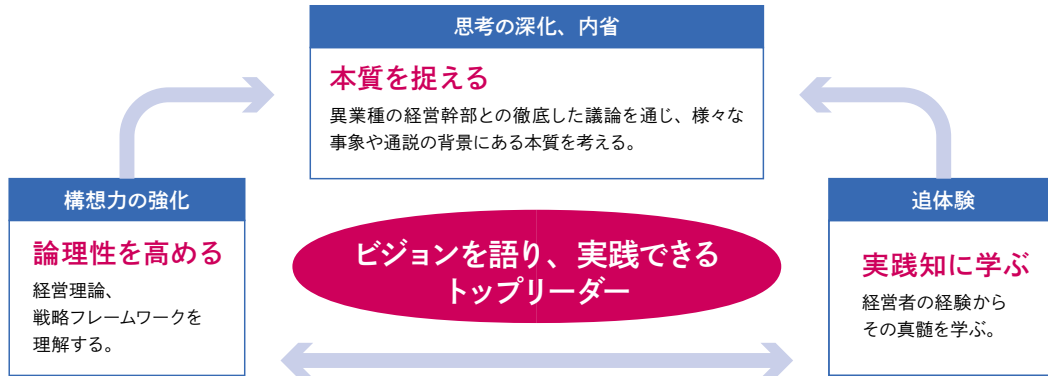 思考の深化、内省
本質を捉える
異業種の経営幹部との徹底した議論を通じ、様々な
事象や通説の背景にある本質を考える。
構想力の強化
論理性を高める
経営理論、
戦略フレームワークを
理解する。
ビジョンを語り、実践できる
トップリーダー
追体験
実践知に学ぶ
経営者の経験から
その真髄を学ぶ。